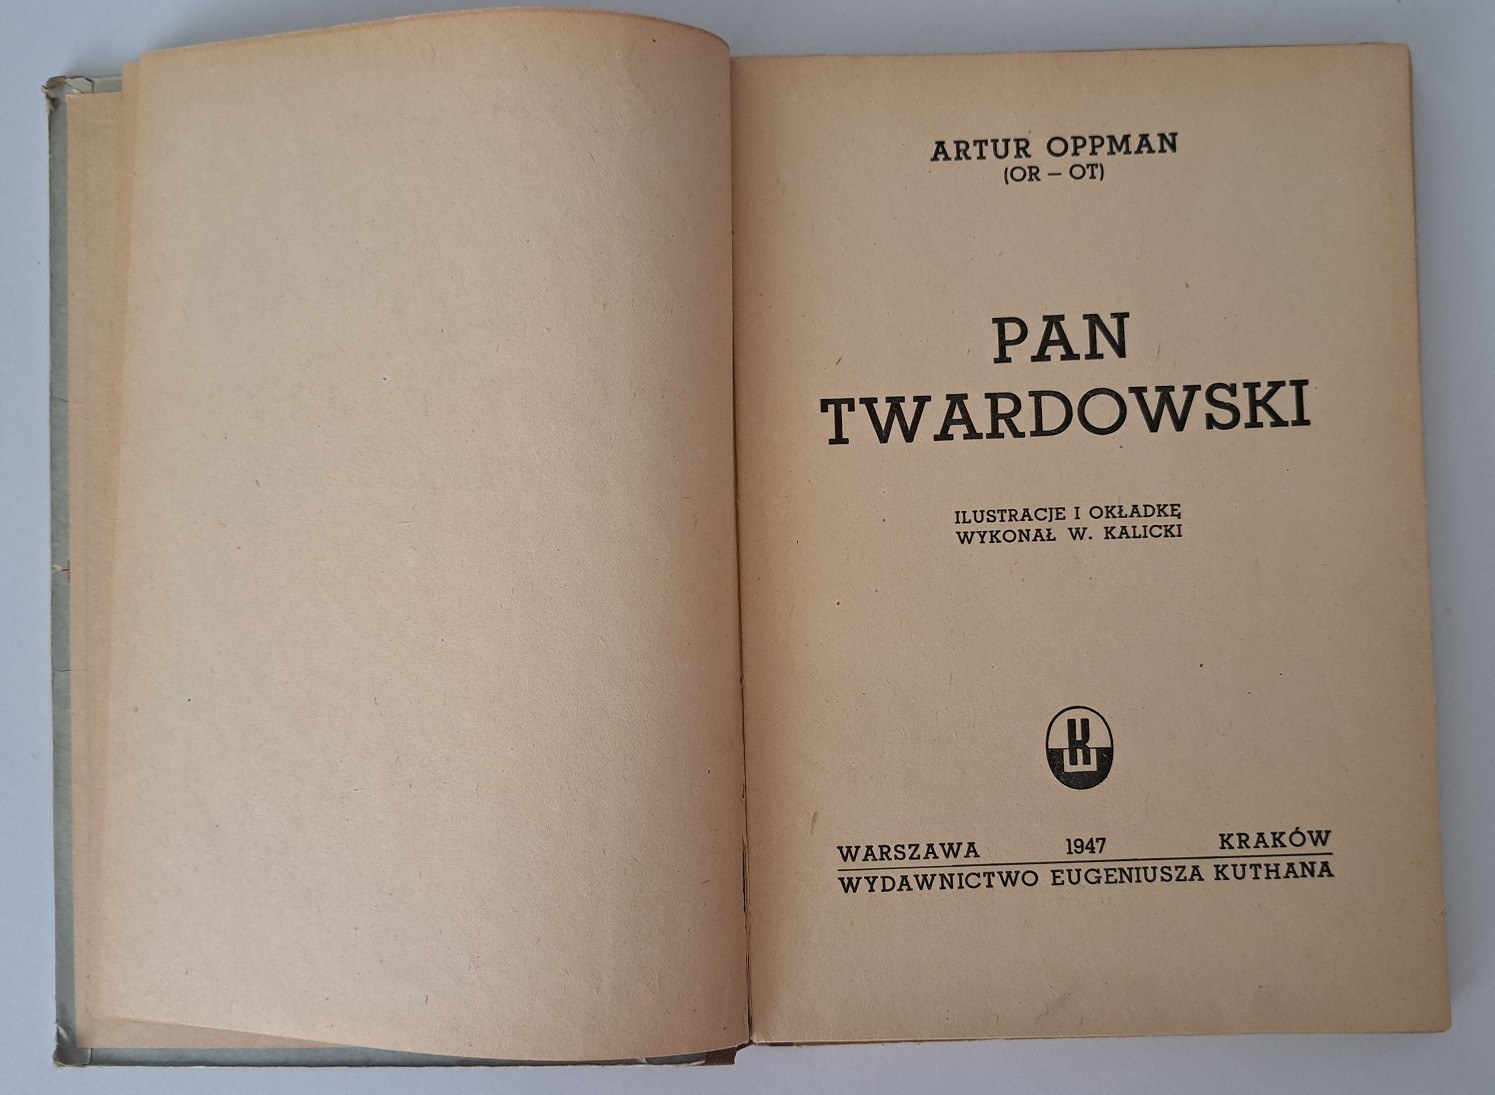 ARTUR OPPMAN
(OR — OT)
PAN
TWARDOWSKI
ILUSTRACJE I OKŁADKĘ
WYKONAŁ W. KALICKI
K
WARSZAWA 1947 KRAKÓW
WYDAWNICTWO EUGENIUSZA KUTHANA